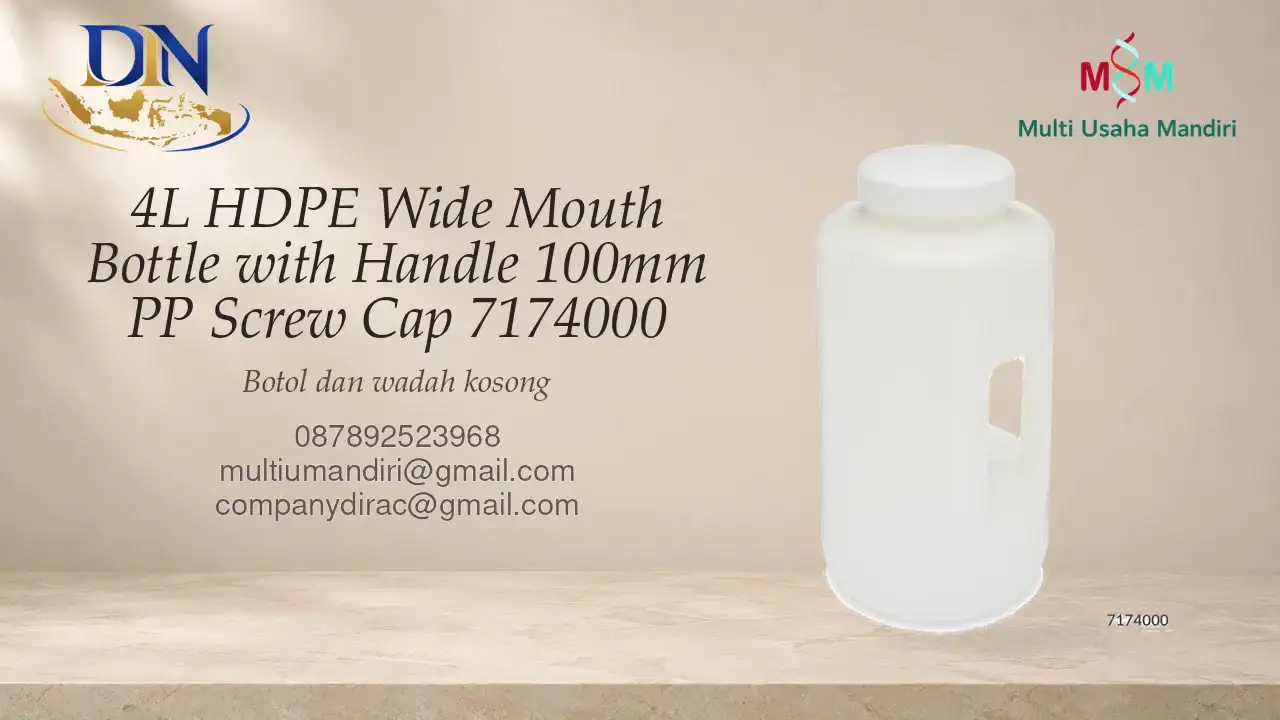 DN
M M
Multi Usaha Mandiri
4L HDPE Wide Mouth
Bottle with Handle 100mm
PP Screw Cap 7174000
Botol dan wadah kosong
087892523968
multiumandiri@gmail.com
companydirac@gmail.com
7174000